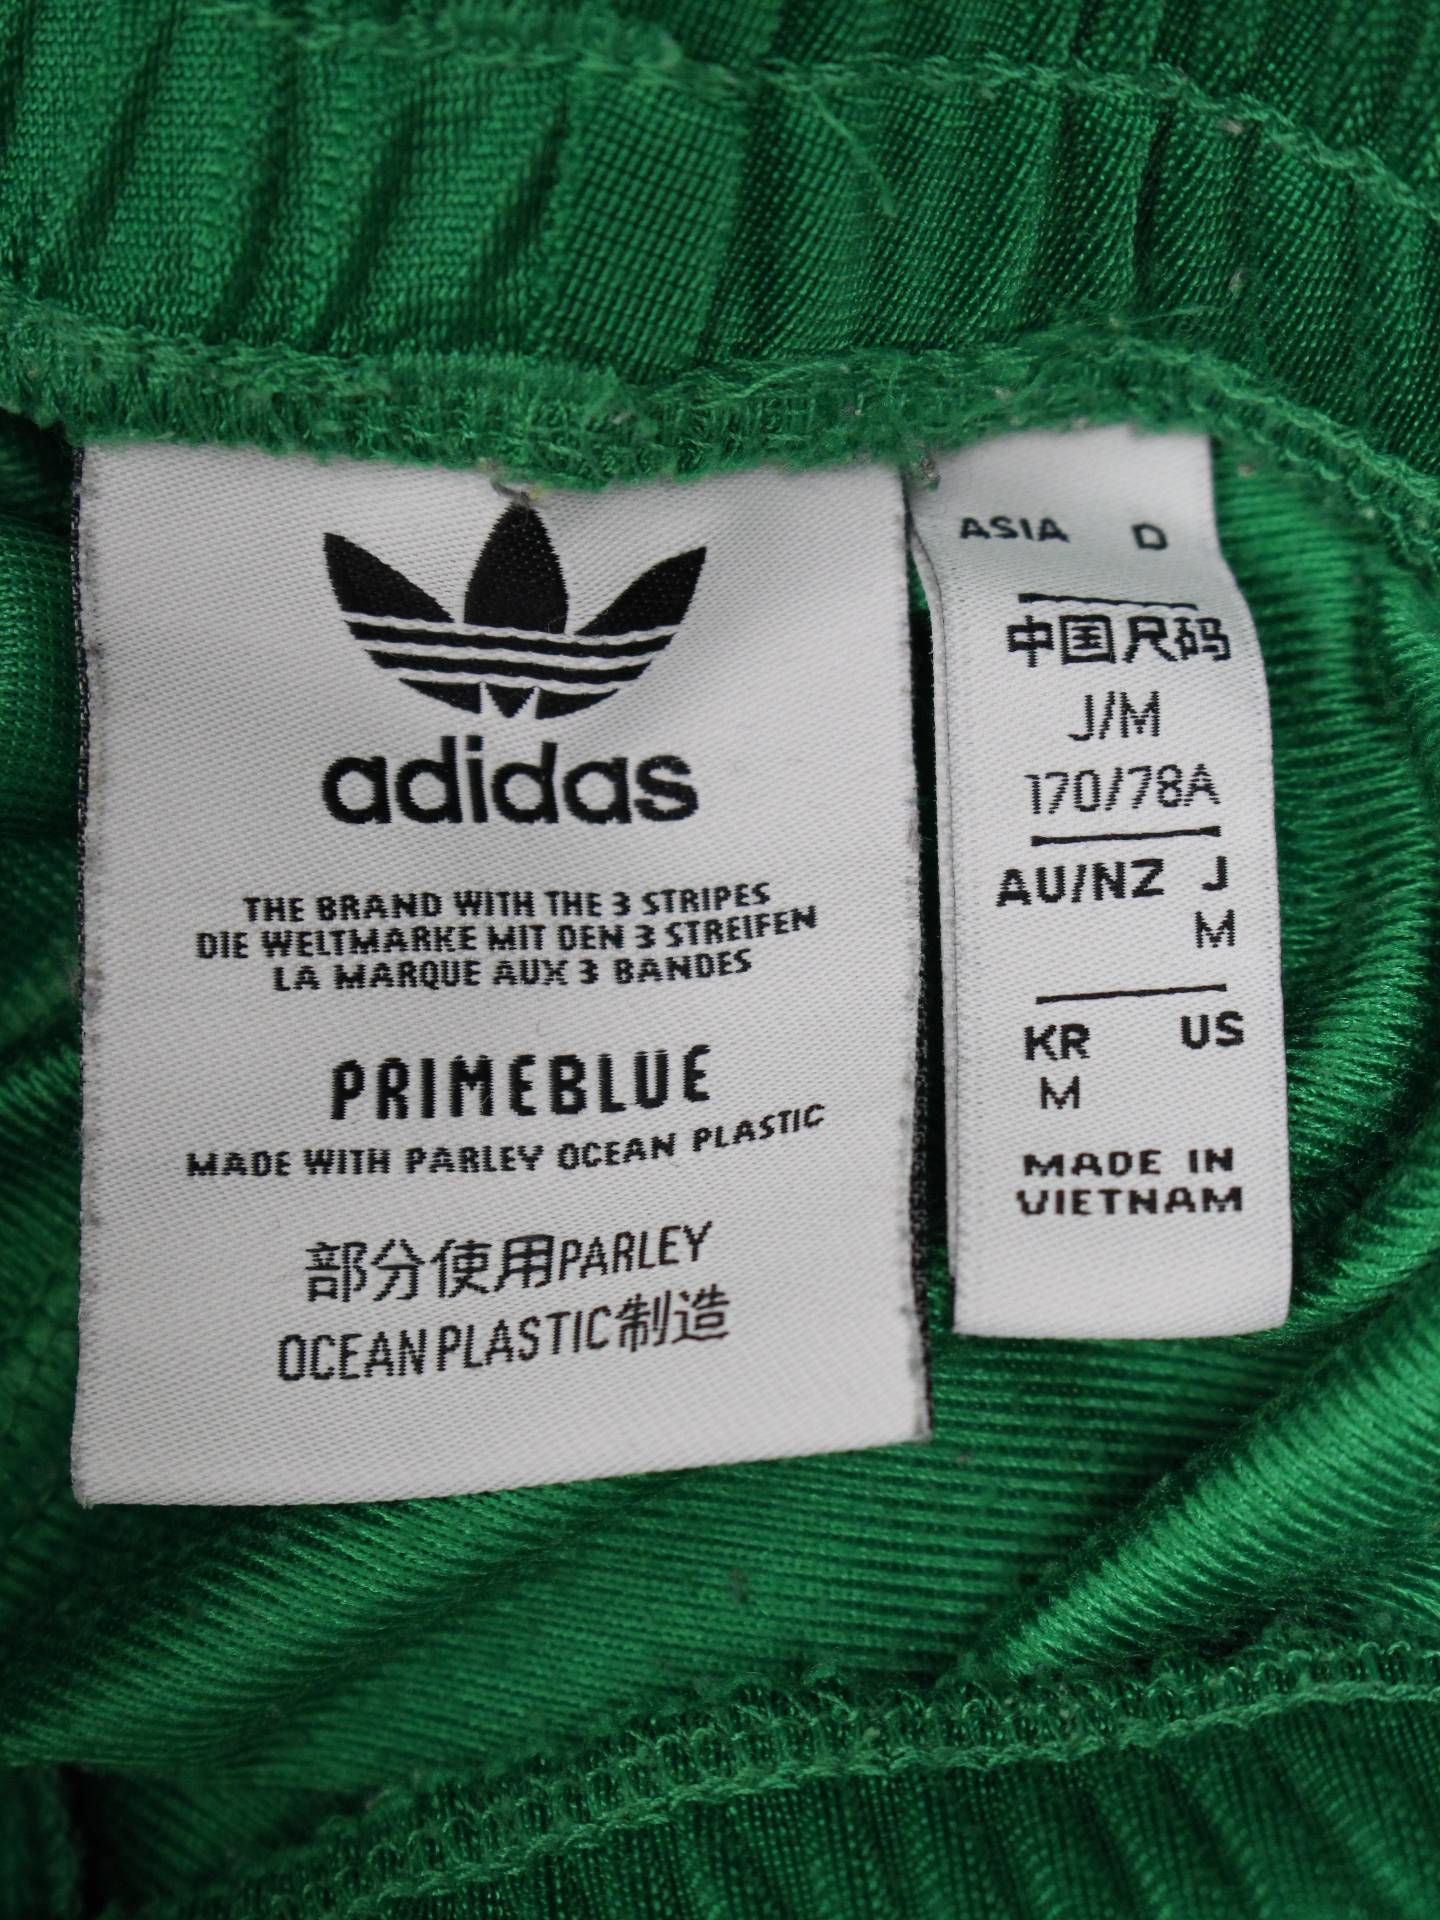 adidas
THE BRAND WITH THE 3 STRIPES
DIE WELTMARKE MIT DEN 3 STREIFEN
LA MARQUE AUX 3 BANDES
PRIMEBLUE
MADE WITH PARLEY OCEAN PLASTIC
部分使用PARLEY
OCEAN PLASTIC制造
ASIA D
中国尺码
J/M
170/78A
AU/NZ J
M
KR US
M
MADE IN
VIETNAM